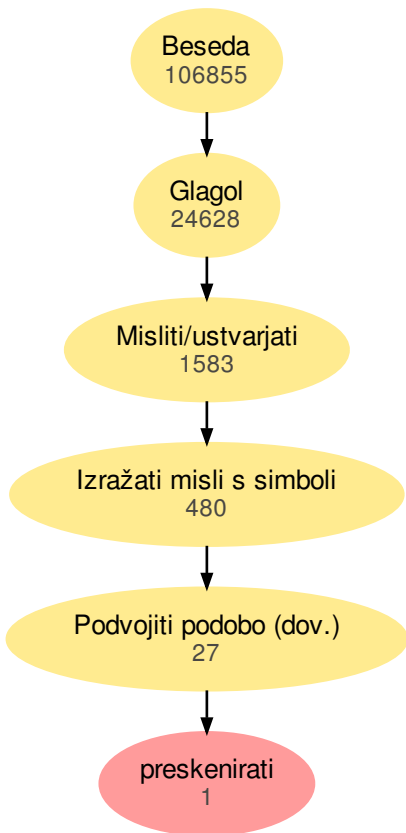 Beseda
106855
Glagol
24628
Misliti/ustvarjati
1583
Izražati misli s simboli
480
Podvojiti podobo (dov.)
27
preskenirati
1